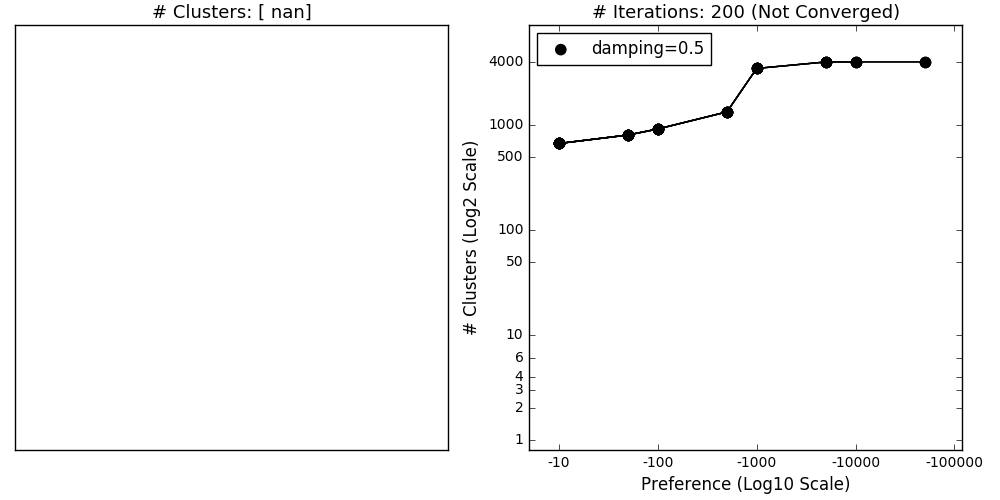 # Clusters: [ nan]
# Iterations: 200 (Not Converged)
damping=0.5
# Clusters (Log2 Scale)
4000
1000
500
100
50
10
6
4
3
2
1
-10 -100 -1000 -10000 -100000
Preference (Log10 Scale)